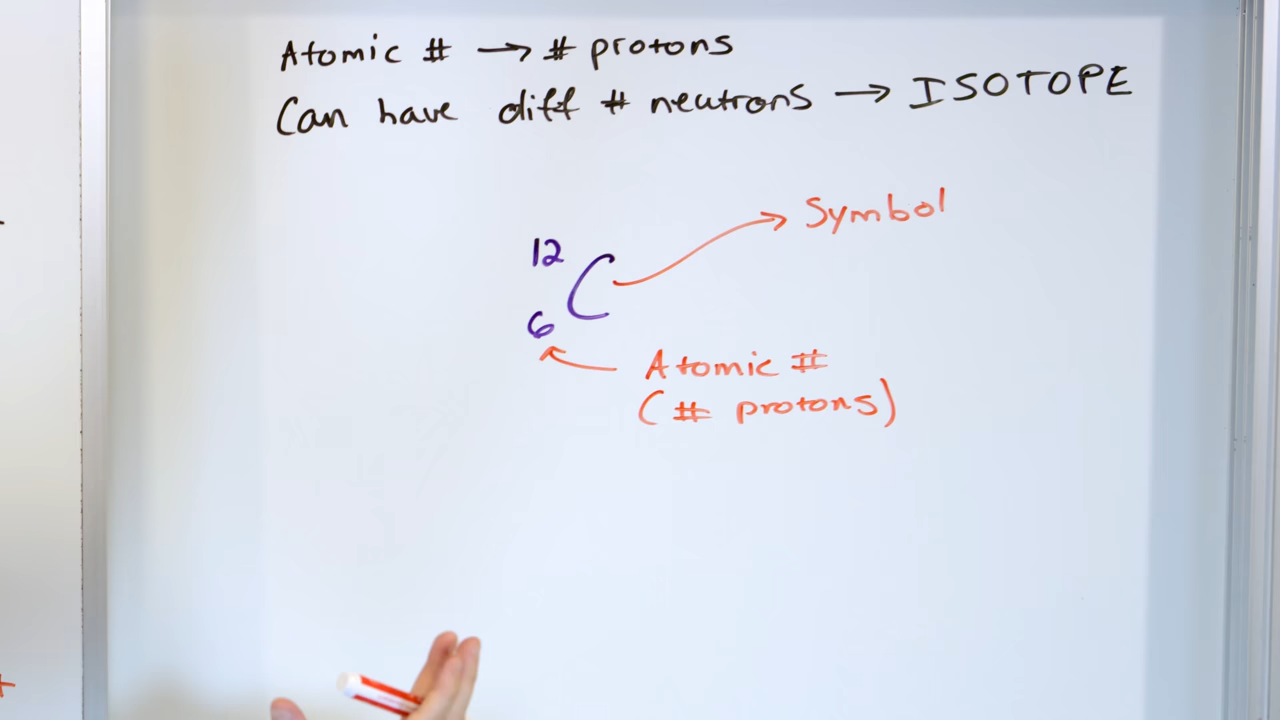 Atomic # → # protons
Can have diff # neutrons → ISOTOPE
Symbol
12
C
6
Atomic #
(# protons)
+